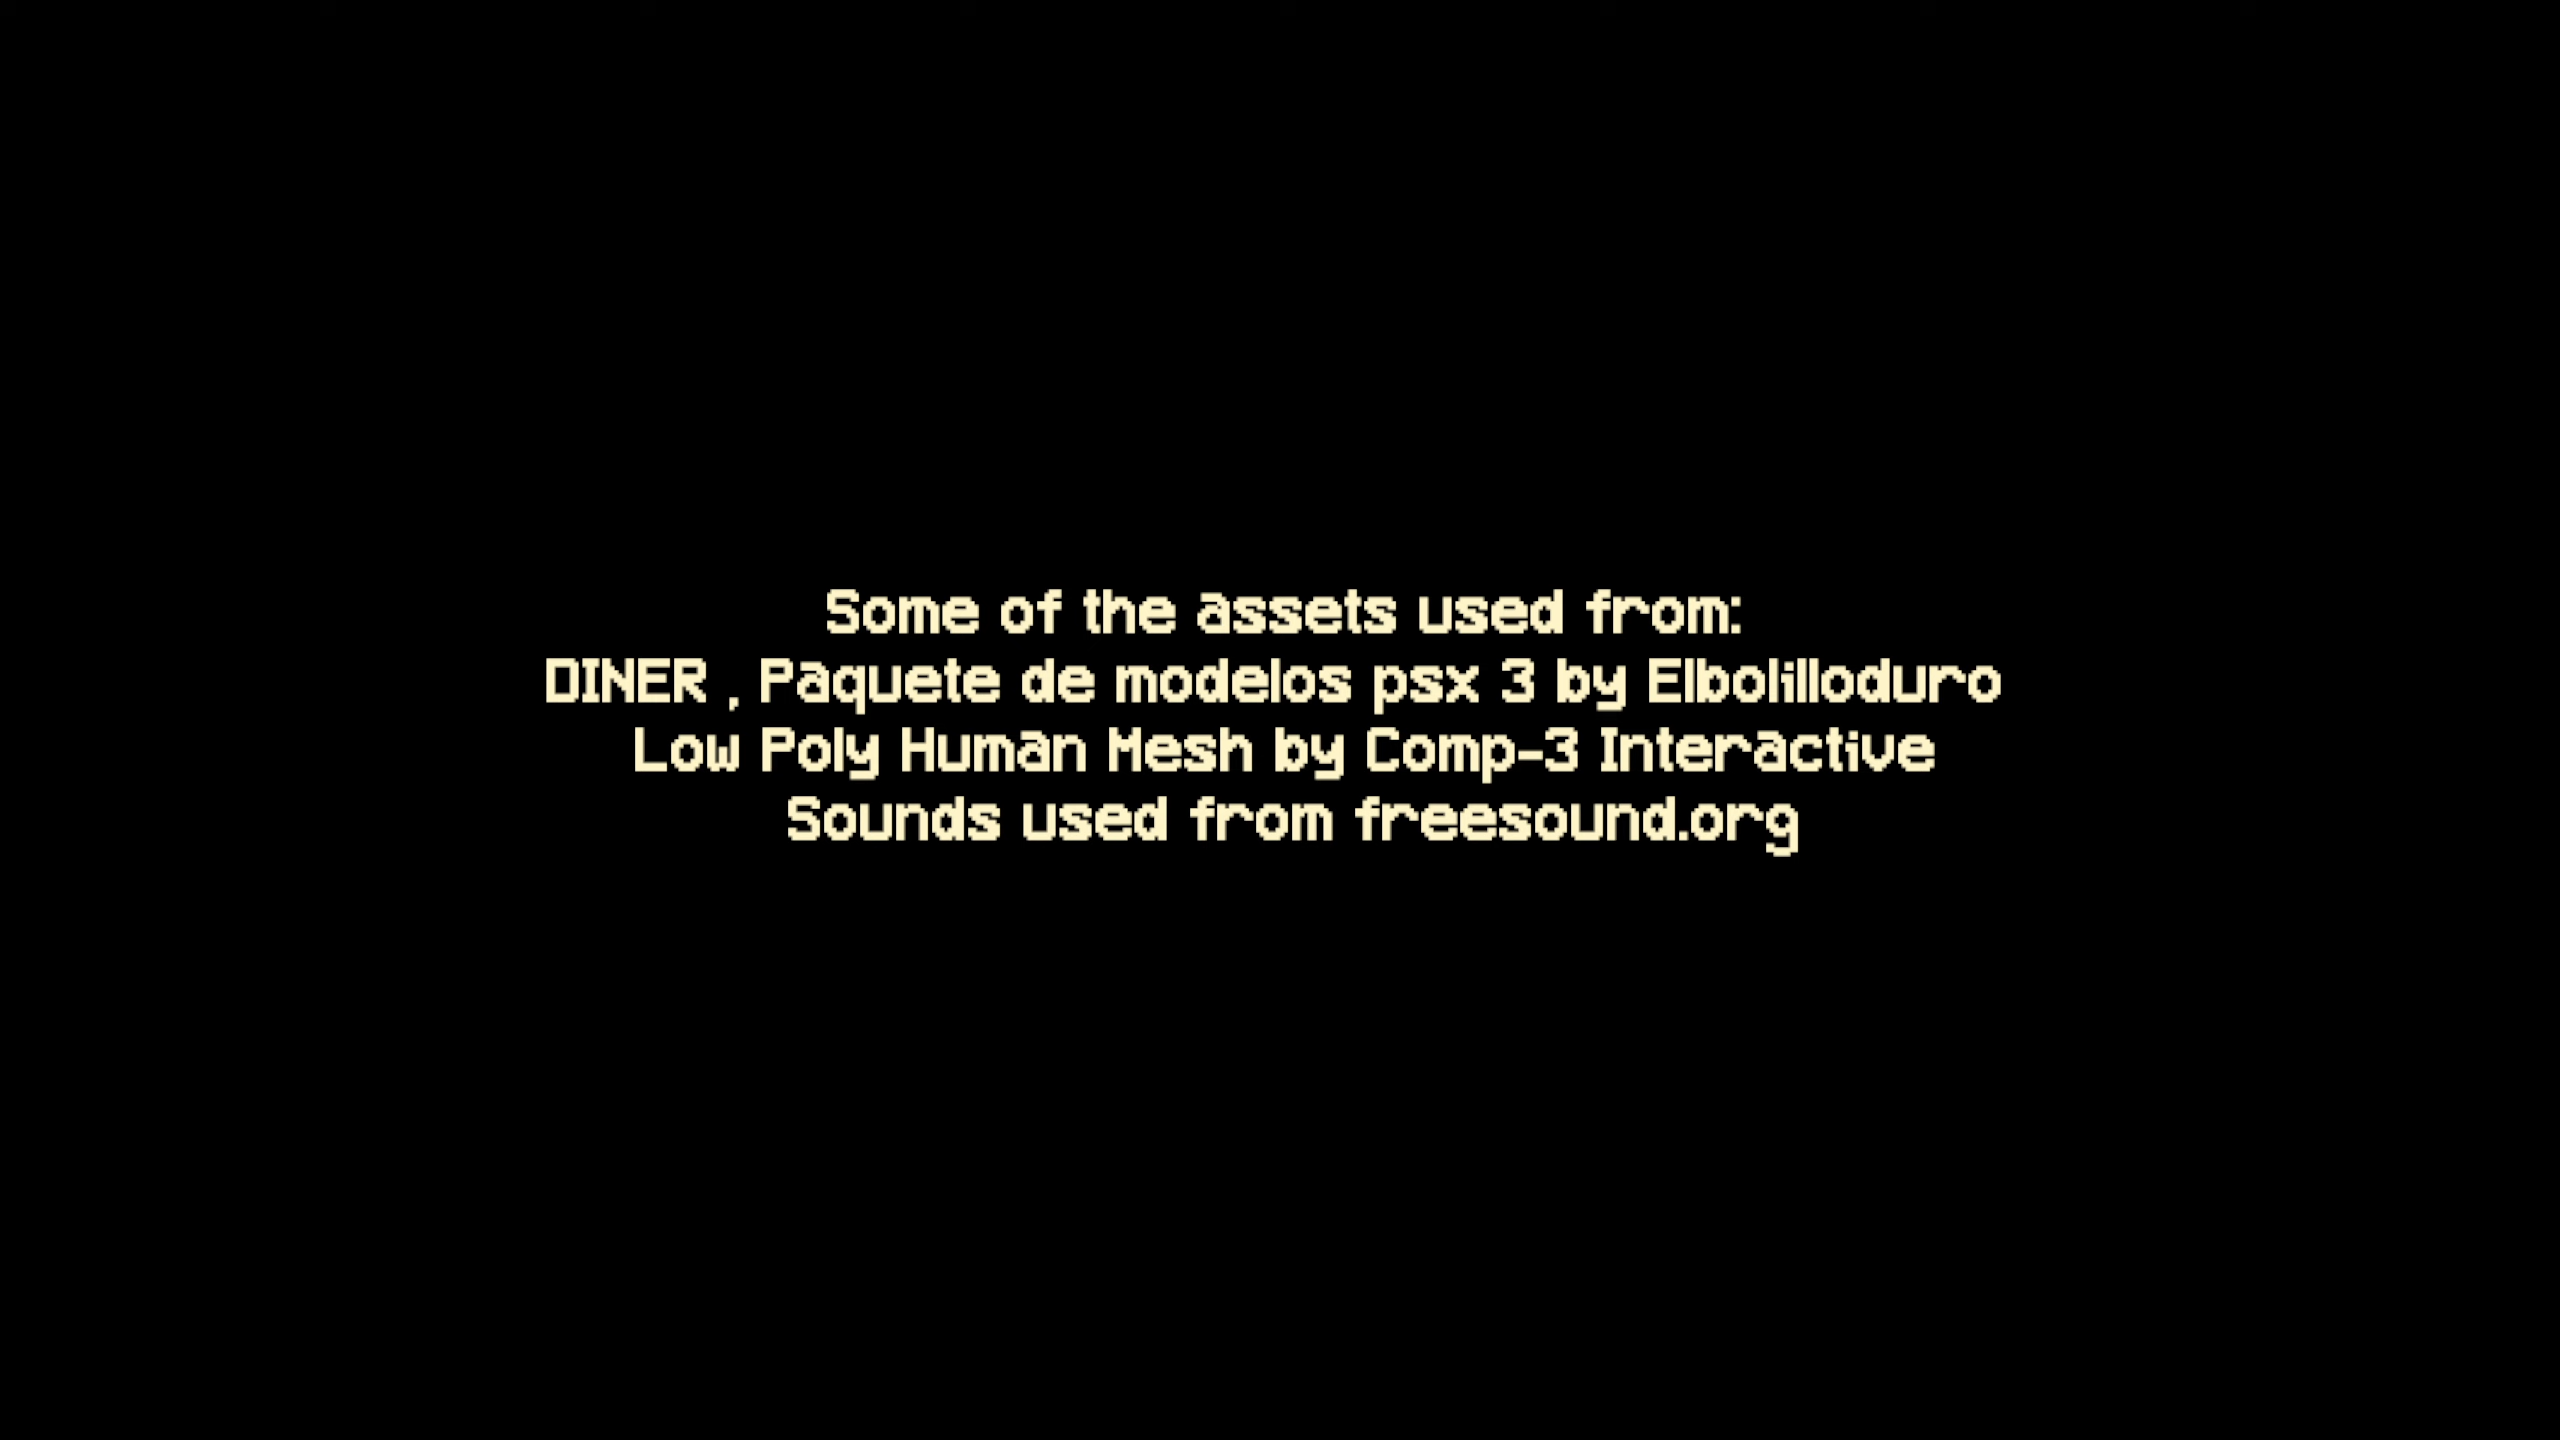 Some of the assets used from:
DINER , Paquete de modelos psx 3 by Elbolilloduro
Low Poly Human Mesh by Comp-3 Interactive
Sounds used from freesound.org